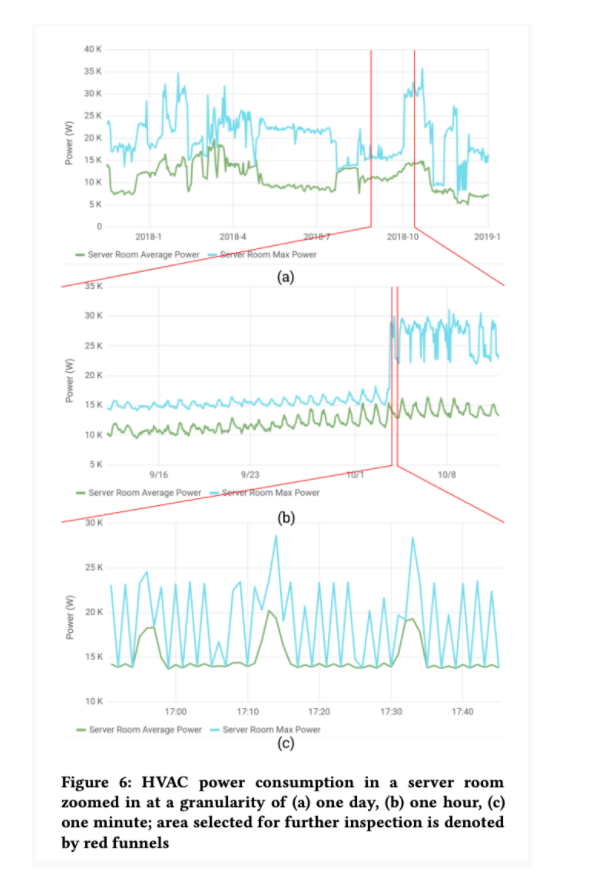 40 K
35 K
30 K
25 K
20 K
15 K
10 K
5 K
0
Power (W)
2018-1 2018-4 2018-7 2018-10 2019-1
Server Room Average Power Server Room Max Power
(a)
35 K
30 K
25 K
20 K
15 K
10 K
5 K
Power (W)
9/16 9/23 10/1 10/8
Server Room Average Power Server Room Max Power
(b)
30 K
25 K
20 K
15 K
10 K
Power (W)
17:00 17:10 17:20 17:30 17:40
Server Room Average Power Server Room Max Power
(c)
Figure 6: HVAC power consumption in a server room
zoomed in at a granularity of (a) one day, (b) one hour, (c)
one minute; area selected for further inspection is denoted
by red funnels